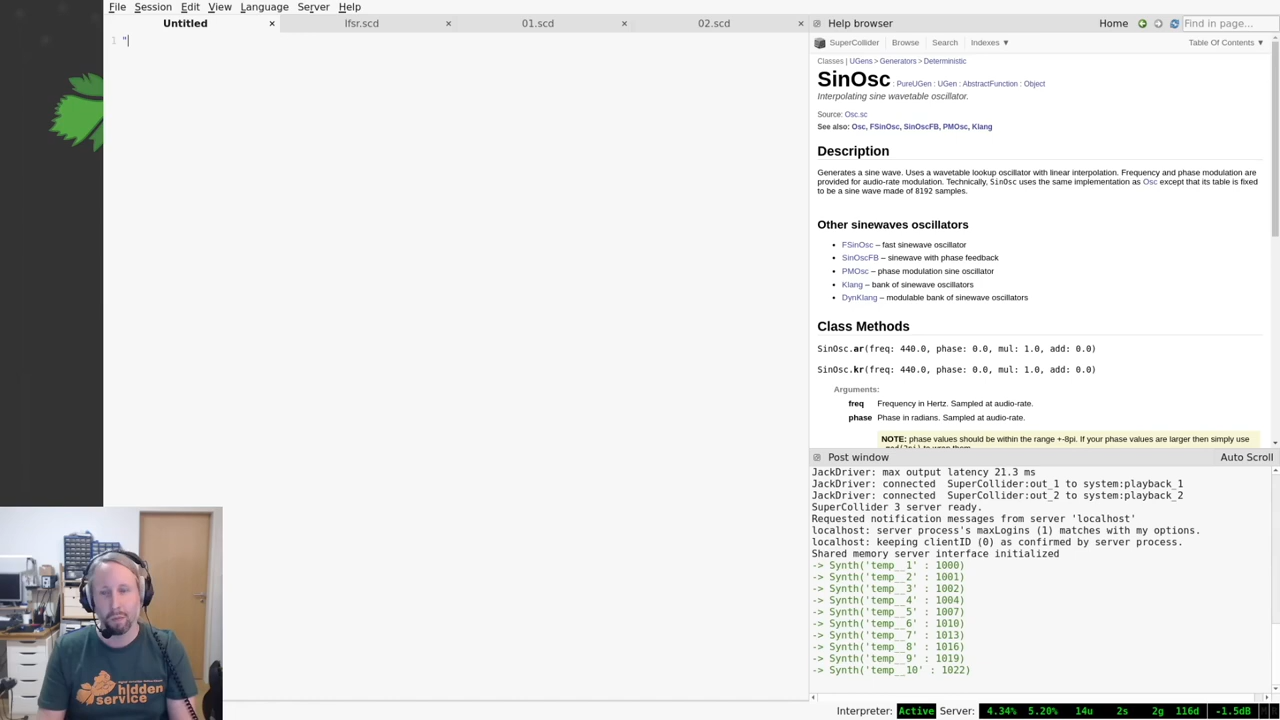 File Session Edit View Language Server Help
Untitled × lfsr.scd × 01.scd × 02.scd ×
1 "
Help browser Home Find in page...
SuperCollider Browse Search Indexes ▼ Table Of Contents ▼
Classes | UGens > Generators > Deterministic
SinOsc : PureUGen : UGen : AbstractFunction : Object
Interpolating sine wavetable oscillator.
Source: Osc.sc
See also: Osc, FSinOsc, SinOscFB, PMOsc, Klang
Description
Generates a sine wave. Uses a wavetable lookup oscillator with linear interpolation. Frequency and phase modulation are
provided for audio-rate modulation. Technically, SinOsc uses the same implementation as Osc except that its table is fixed
to be a sine wave made of 8192 samples.
Other sinewaves oscillators
• FSinOsc – fast sinewave oscillator
• SinOscFB – sinewave with phase feedback
• PMOsc – phase modulation sine oscillator
• Klang – bank of sinewave oscillators
• DynKlang – modulable bank of sinewave oscillators
Class Methods
SinOsc.ar(freq: 440.0, phase: 0.0, mul: 1.0, add: 0.0)
SinOsc.kr(freq: 440.0, phase: 0.0, mul: 1.0, add: 0.0)
Arguments:
freq Frequency in Hertz. Sampled at audio-rate.
phase Phase in radians. Sampled at audio-rate.
NOTE: phase values should be within the range +-8pi. If your phase values are larger then simply use
Post window Auto Scroll
JackDriver: max output latency 21.3 ms
JackDriver: connected  SuperCollider:out_1 to system:playback_1
JackDriver: connected  SuperCollider:out_2 to system:playback_2
SuperCollider 3 server ready.
Requested notification messages from server 'localhost'
localhost: server process's maxLogins (1) matches with my options.
localhost: keeping clientID (0) as confirmed by server process.
Shared memory server interface initialized
-> Synth('temp__1' : 1000)
-> Synth('temp__2' : 1001)
-> Synth('temp__3' : 1002)
-> Synth('temp__4' : 1004)
-> Synth('temp__5' : 1007)
-> Synth('temp__6' : 1010)
-> Synth('temp__7' : 1013)
-> Synth('temp__8' : 1016)
-> Synth('temp__9' : 1019)
-> Synth('temp__10' : 1022)
hidden
service
Interpreter: Active Server: 4.34% 5.20% 14u 2s 2g 116d -1.5dB